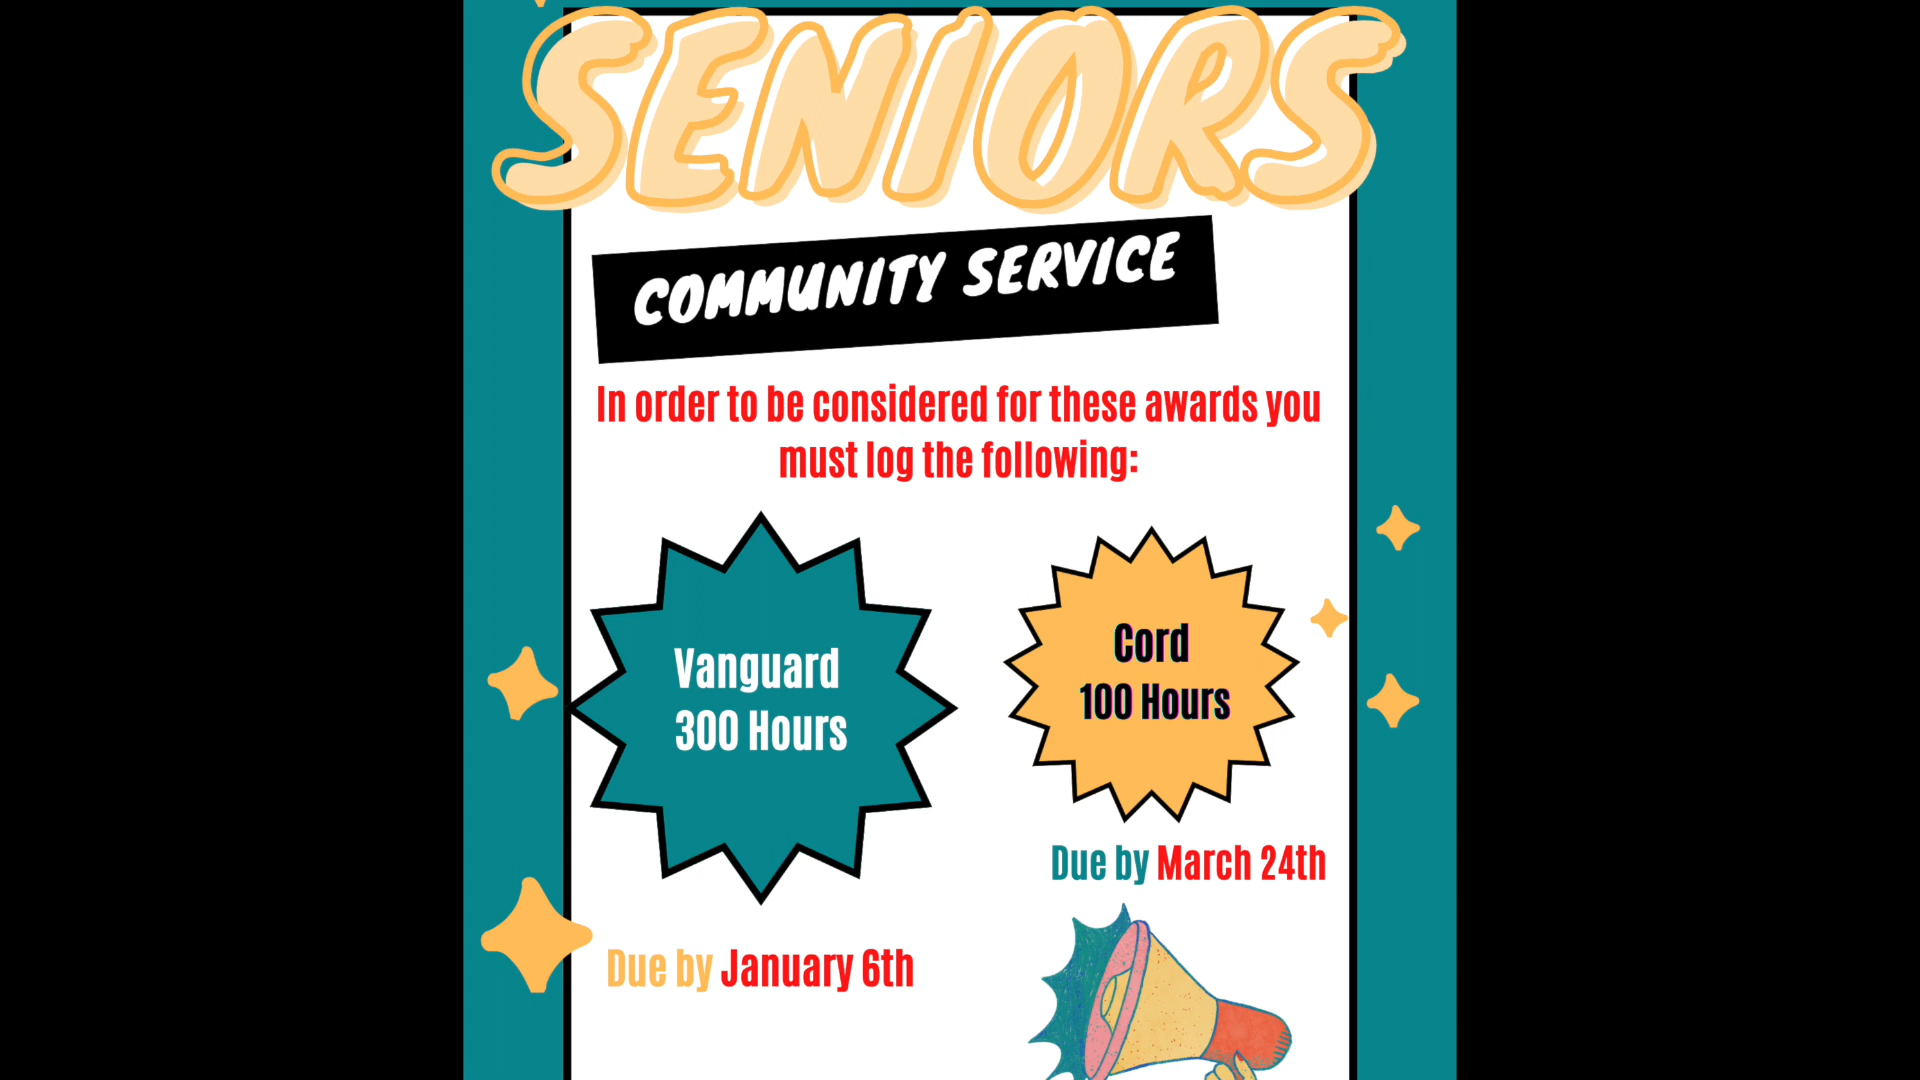 SENIORS
COMMUNITY SERVICE
In order to be considered for these awards you
must log the following:
Vanguard
300 Hours
Due by January 6th
Cord
100 Hours
Due by March 24th